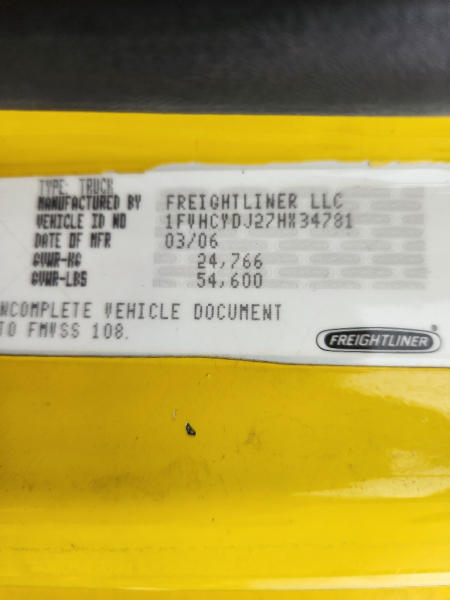 TYPE: TRUCK
MANUFACTURED BY FREIGHTLINER LLC
VEHICLE ID NO 1FVHCYDJ27HX34781
DATE OF MFR 03/06
GVWR-KG 24,766
GVWR-LBS 54,600
NCOMPLETE VEHICLE DOCUMENT
TO FMVSS 108.
FREIGHTLINER